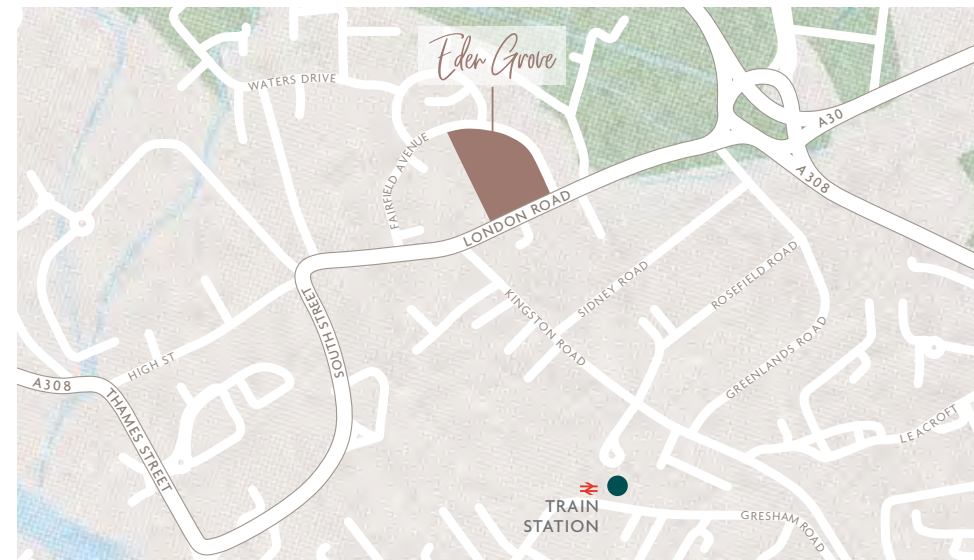 Eden Grove
WATERS DRIVE
FAIRFIELD AVENUE
A30
A308
LONDON ROAD
SIDNEY ROAD
ROSEFIELD ROAD
KINGSTON ROAD
SOUTH STREET
GREENLANDS ROAD
HIGH ST
A308
THAMES STREET
LEACROFT
TRAIN
STATION
GRESHAM ROAD